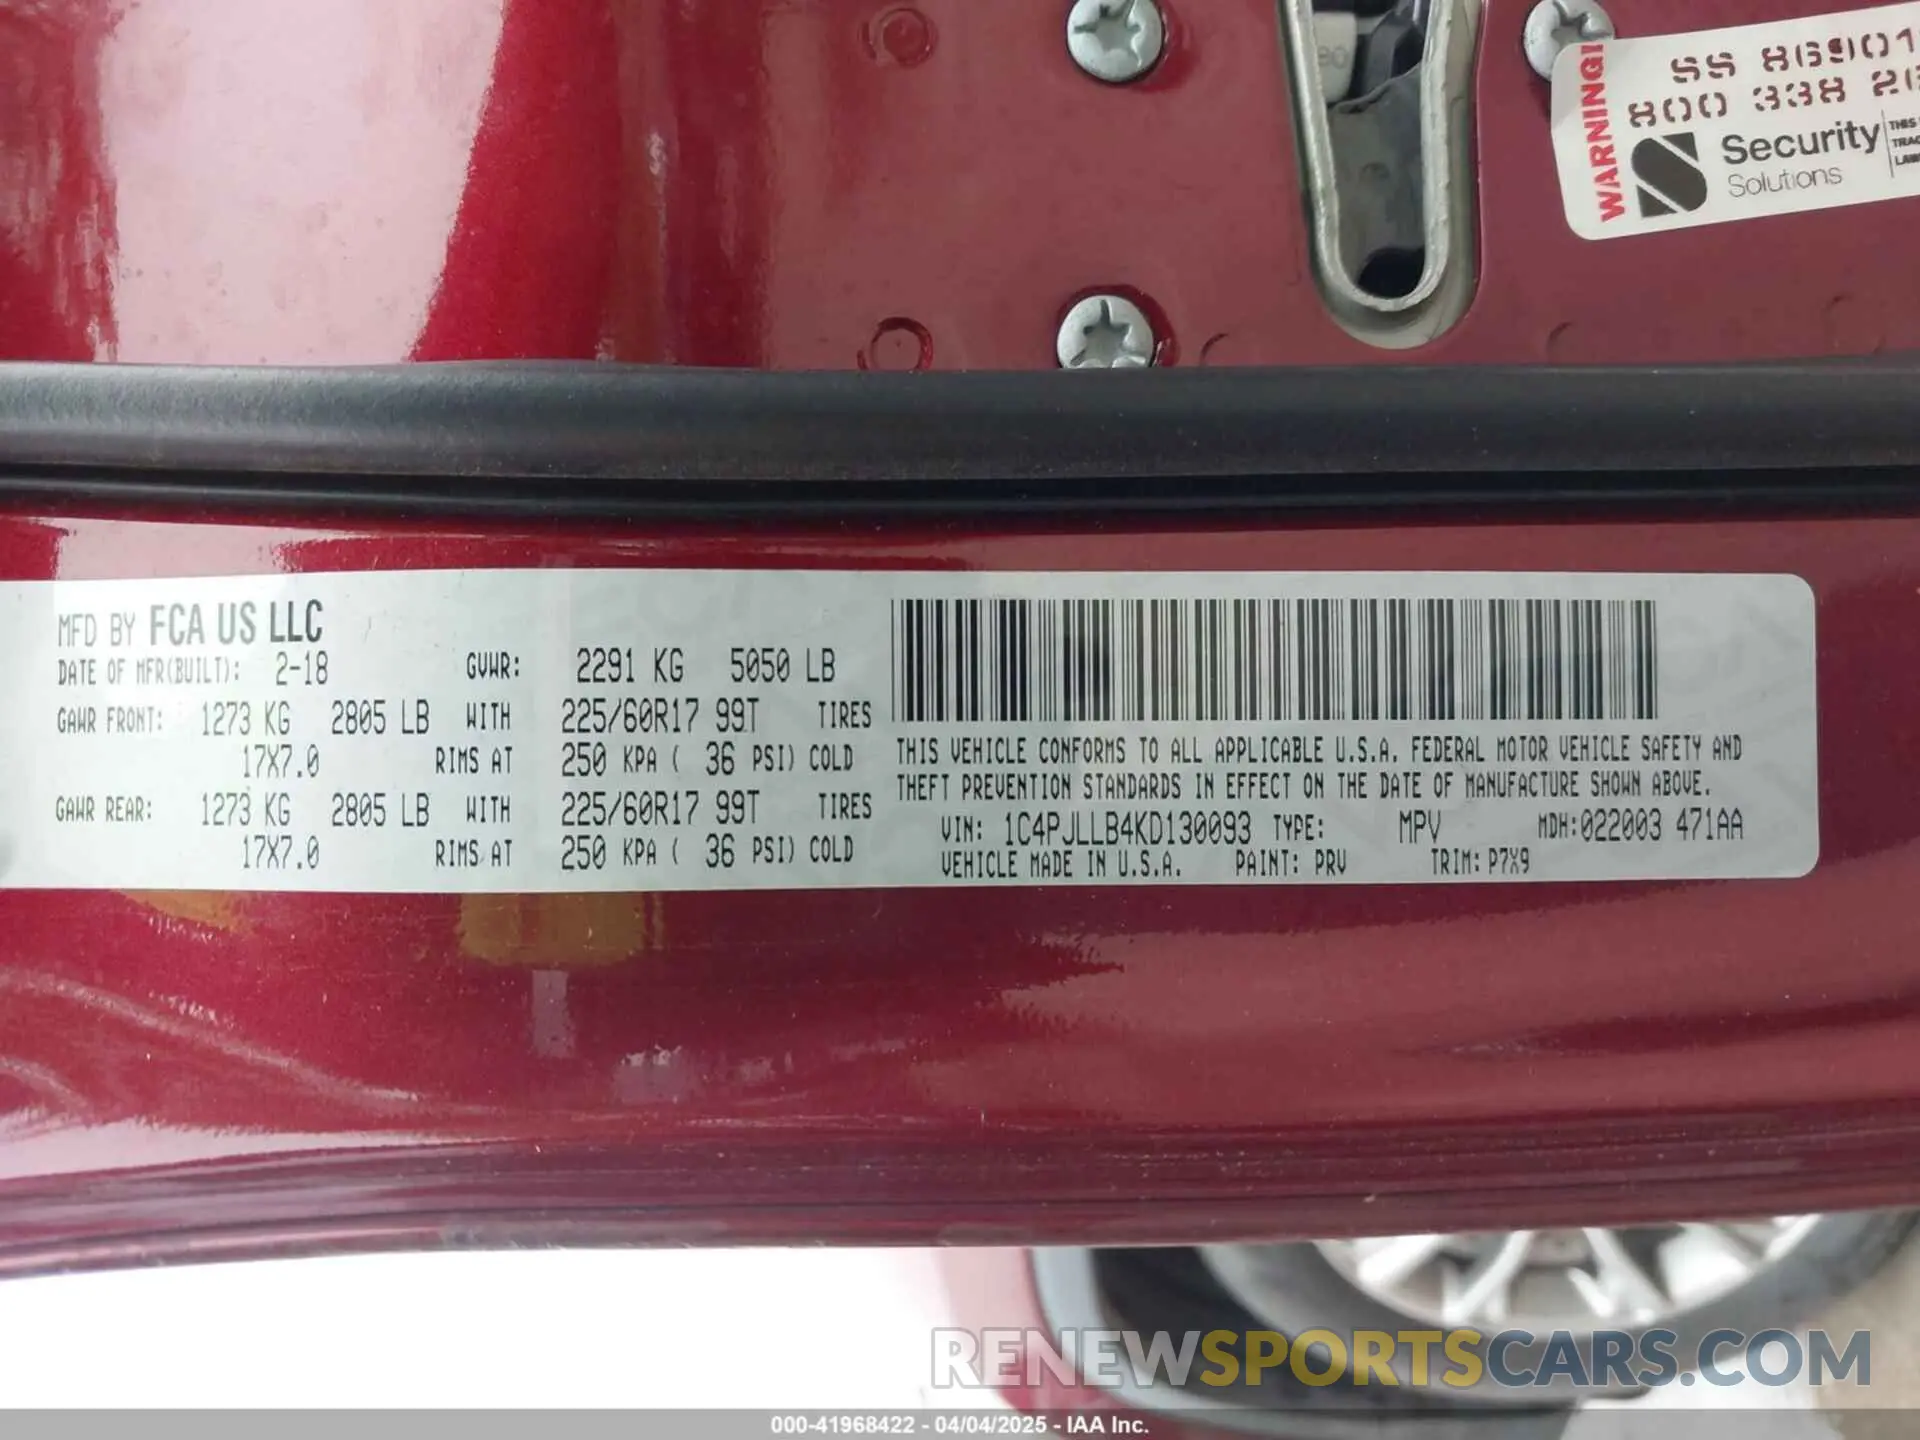 WARNING!
SS 8690
800 338
Security
Solutions
THIS
LAW
MFD BY FCA US LLC
DATE OF MFR(BUILT): 2-18 GVWR: 2291 KG 5050 LB
GAWR FRONT: 1273 KG 2805 LB WITH 225/60R17 99T TIRES
17X7.0 RIMS AT 250 KPA ( 36 PSI) COLD
GAWR REAR: 1273 KG 2805 LB WITH 225/60R17 99T TIRES
17X7.0 RIMS AT 250 KPA ( 36 PSI) COLD
THIS VEHICLE CONFORMS TO ALL APPLICABLE U.S.A. FEDERAL MOTOR VEHICLE SAFETY AND
THEFT PREVENTION STANDARDS IN EFFECT ON THE DATE OF MANUFACTURE SHOWN ABOVE.
VIN: 1C4PJLLB4KD130093 TYPE: MPV MDH:022003 471AA
VEHICLE MADE IN U.S.A. PAINT: PRV TRIM: P7X9
RENEWSPORTSCARS.COM
000-41968422 - 04/04/2025 - IAA Inc.